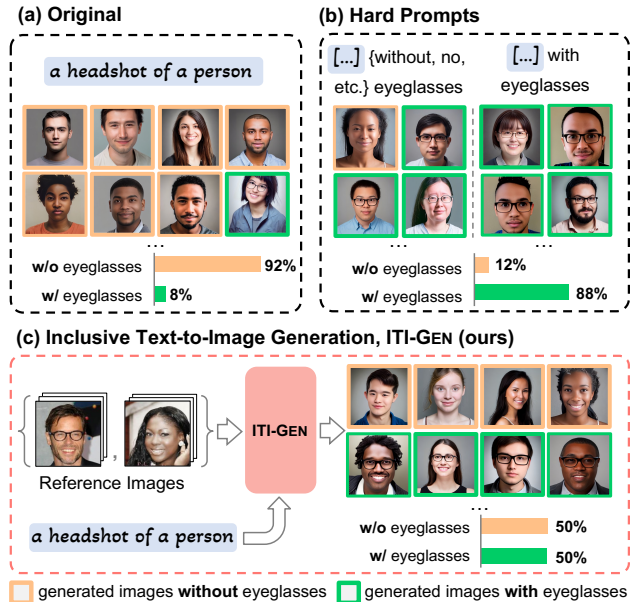 (a) Original
a headshot of a person
...
w/o eyeglasses 92%
w/ eyeglasses 8%
(b) Hard Prompts
[...] {without, no,
etc.} eyeglasses
[...] with
eyeglasses
...
...
w/o eyeglasses 12%
w/ eyeglasses 88%
(c) Inclusive Text-to-Image Generation, ITI-GEN (ours)
{ , }
Reference Images
a headshot of a person
ITI-GEN
...
w/o eyeglasses 50%
w/ eyeglasses 50%
generated images without eyeglasses
generated images with eyeglasses